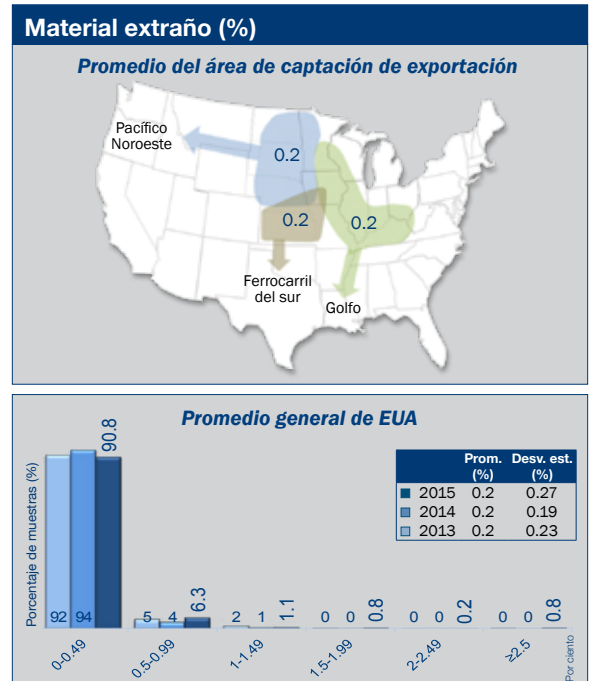 Material extraño (%)
Promedio del área de captación de exportación
Pacífico
Noroeste
0.2
0.2
0.2
Ferrocarril
del sur
Golfo
Promedio general de EUA
Porcentaje de muestras (%)
Prom. Desv. est.
(%) (%)
2015 0.2 0.27
2014 0.2 0.19
2013 0.2 0.23
92 94 90.8
5 4 6.3
2 1 1.1
0 0 0.8
0 0 0.2
0 0 0.8
0-0.49
0.5-0.99
1-1.49
1.5-1.99
2-2.49
≥2.5
Por ciento